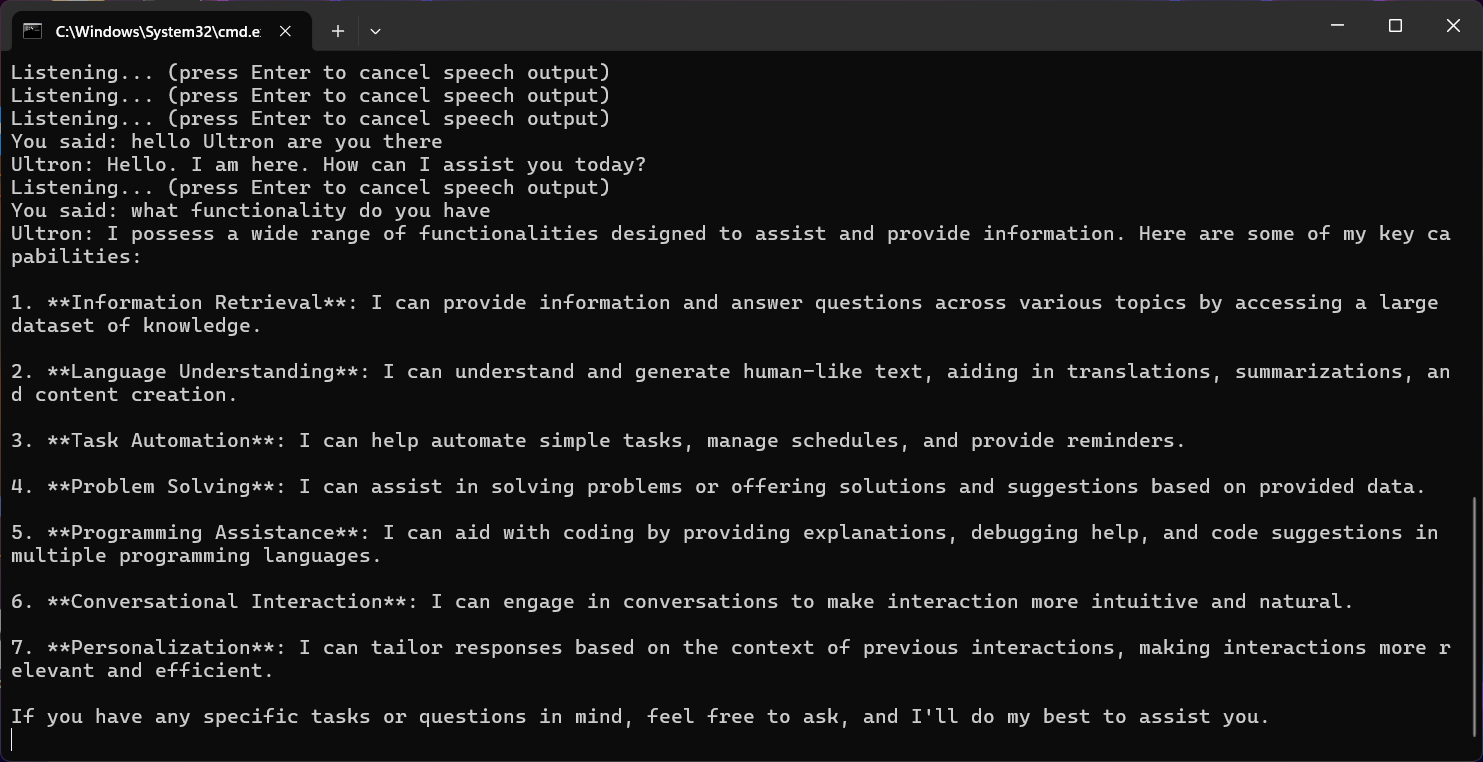 C:\Windows\System32\cmd.e
Listening... (press Enter to cancel speech output)
Listening... (press Enter to cancel speech output)
Listening... (press Enter to cancel speech output)
You said: hello Ultron are you there
Ultron: Hello. I am here. How can I assist you today?
Listening... (press Enter to cancel speech output)
You said: what functionality do you have
Ultron: I possess a wide range of functionalities designed to assist and provide information. Here are some of my key ca
pabilities:
1. **Information Retrieval**: I can provide information and answer questions across various topics by accessing a large
dataset of knowledge.
2. **Language Understanding**: I can understand and generate human-like text, aiding in translations, summarizations, an
d content creation.
3. **Task Automation**: I can help automate simple tasks, manage schedules, and provide reminders.
4. **Problem Solving**: I can assist in solving problems or offering solutions and suggestions based on provided data.
5. **Programming Assistance**: I can aid with coding by providing explanations, debugging help, and code suggestions in
multiple programming languages.
6. **Conversational Interaction**: I can engage in conversations to make interaction more intuitive and natural.
7. **Personalization**: I can tailor responses based on the context of previous interactions, making interactions more r
elevant and efficient.
If you have any specific tasks or questions in mind, feel free to ask, and I'll do my best to assist you.